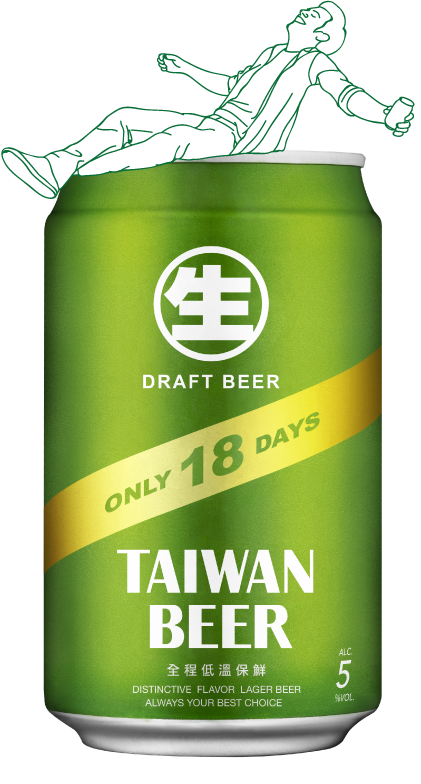 生
DRAFT BEER
ONLY 18 DAYS
TAIWAN
BEER
全程低溫保鮮
DISTINCTIVE FLAVOR LAGER BEER
ALWAYS YOUR BEST CHOICE
ALC.
5
%VOL.